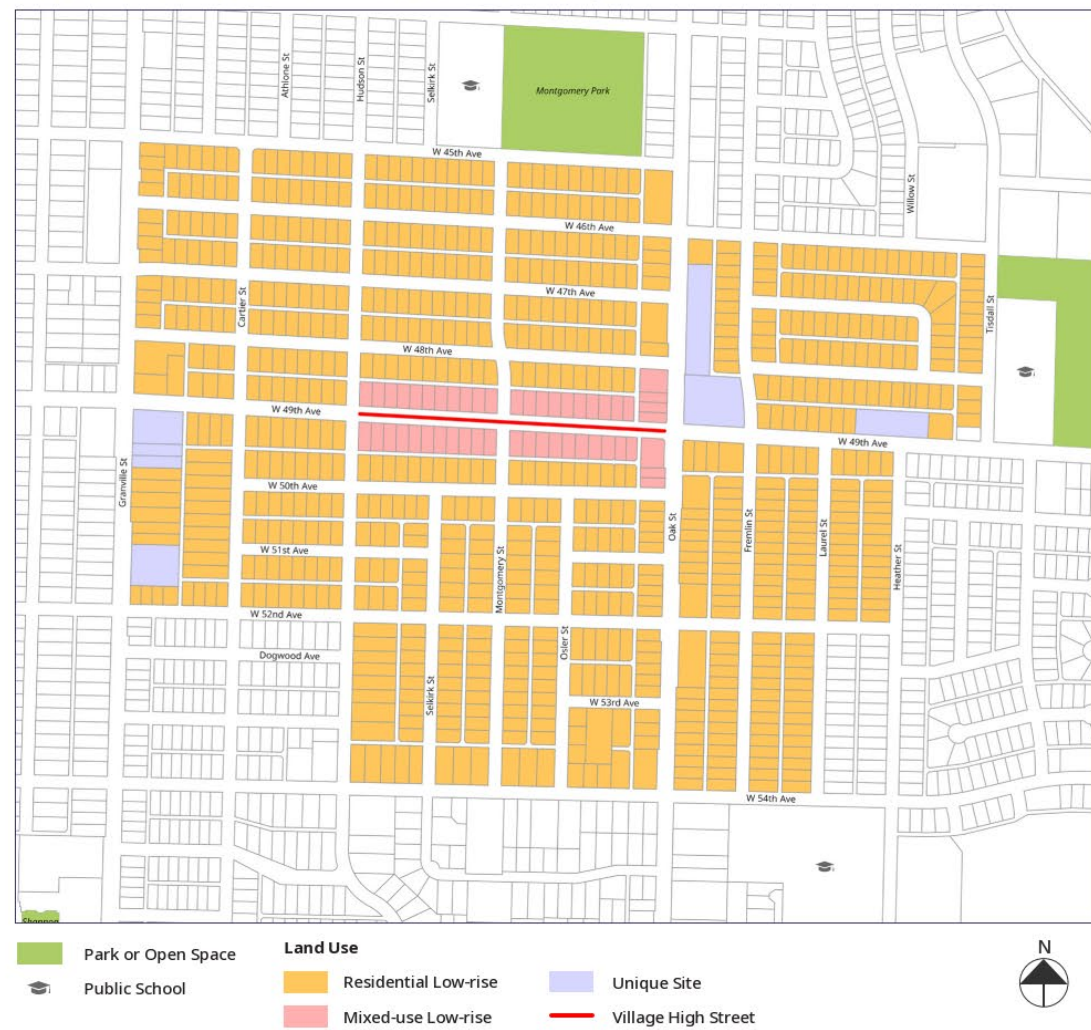 Athlone St
Hudson St
Selkirk St
Montgomery Park
W 45th Ave
Willow St
W 46th Ave
W 47th Ave
Cartier St
Tisdall St
W 48th Ave
W 49th Ave
W 49th Ave
Granville St
W 50th Ave
Oak St
Fremlin St
Laurel St
Heather St
W 51st Ave
Montgomery St
W 52nd Ave
Osler St
Dogwood Ave
Selkirk St
W 53rd Ave
W 54th Ave
Shannon
Park or Open Space
Public School
Land Use
Residential Low-rise
Mixed-use Low-rise
Unique Site
Village High Street
N